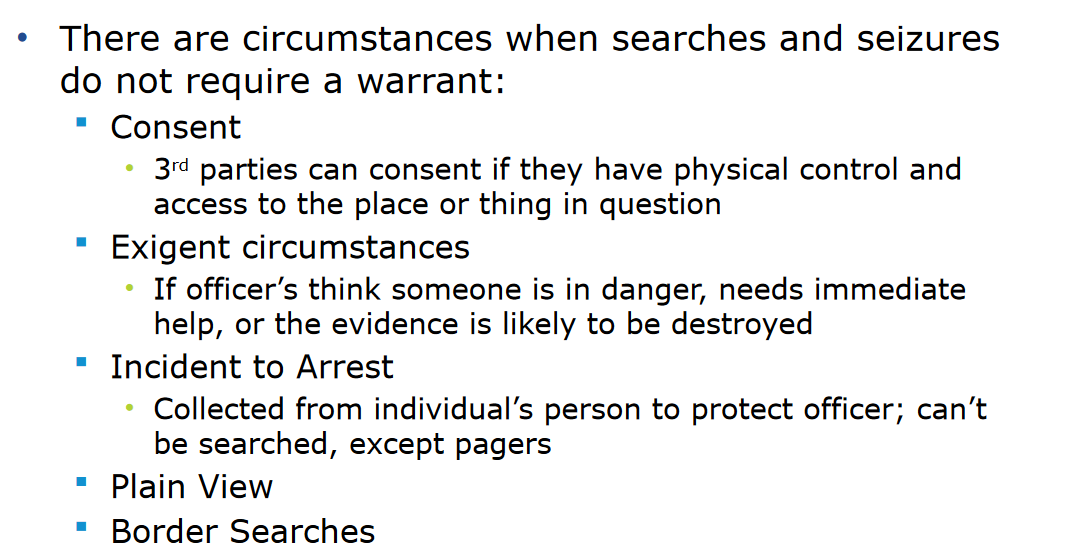 • There are circumstances when searches and seizures
do not require a warrant:
▪ Consent
• 3rd parties can consent if they have physical control and
access to the place or thing in question
▪ Exigent circumstances
• If officer’s think someone is in danger, needs immediate
help, or the evidence is likely to be destroyed
▪ Incident to Arrest
• Collected from individual’s person to protect officer; can’t
be searched, except pagers
▪ Plain View
▪ Border Searches